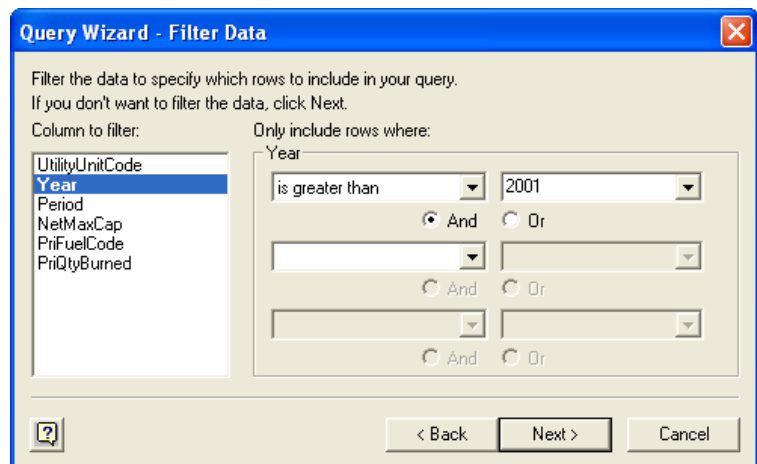 Query Wizard - Filter Data
Filter the data to specify which rows to include in your query.
If you don't want to filter the data, click Next.
Column to filter:
Only include rows where:
UtilityUnitCode
Year
Period
NetMaxCap
PriFuelCode
PriQtyBurned
Year
is greater than 2001
And Or
And Or
And Or
< Back Next > Cancel